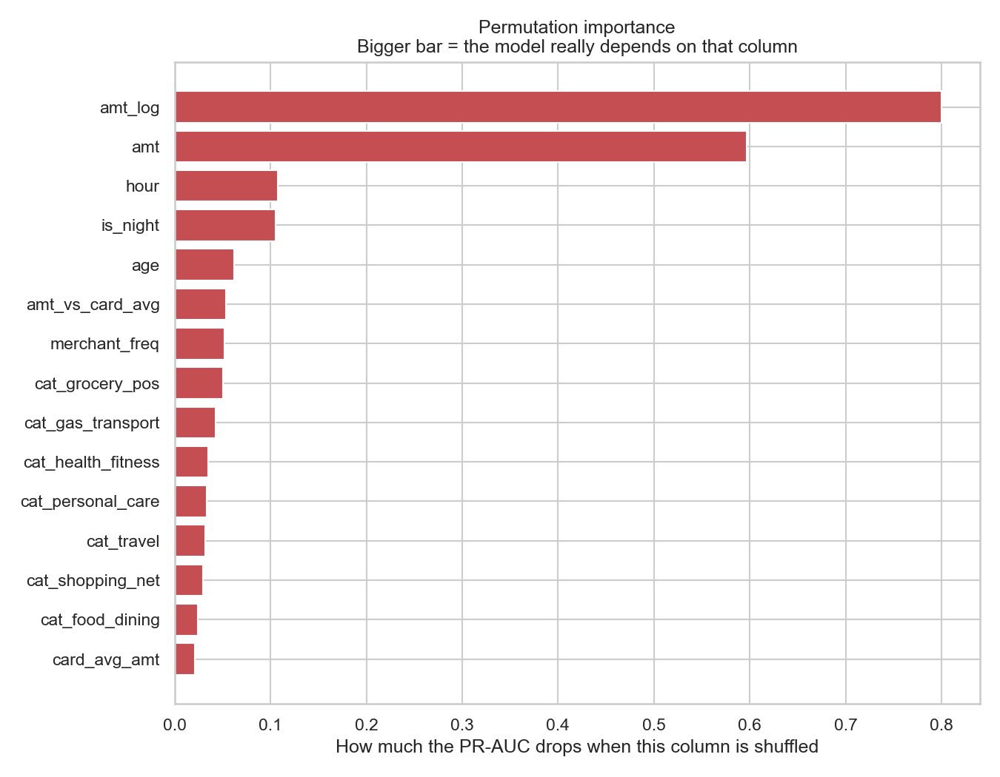 Permutation importance
Bigger bar = the model really depends on that column
amt_log
amt
hour
is_night
age
amt_vs_card_avg
merchant_freq
cat_grocery_pos
cat_gas_transport
cat_health_fitness
cat_personal_care
cat_travel
cat_shopping_net
cat_food_dining
card_avg_amt
0.0 0.1 0.2 0.3 0.4 0.5 0.6 0.7 0.8
How much the PR-AUC drops when this column is shuffled